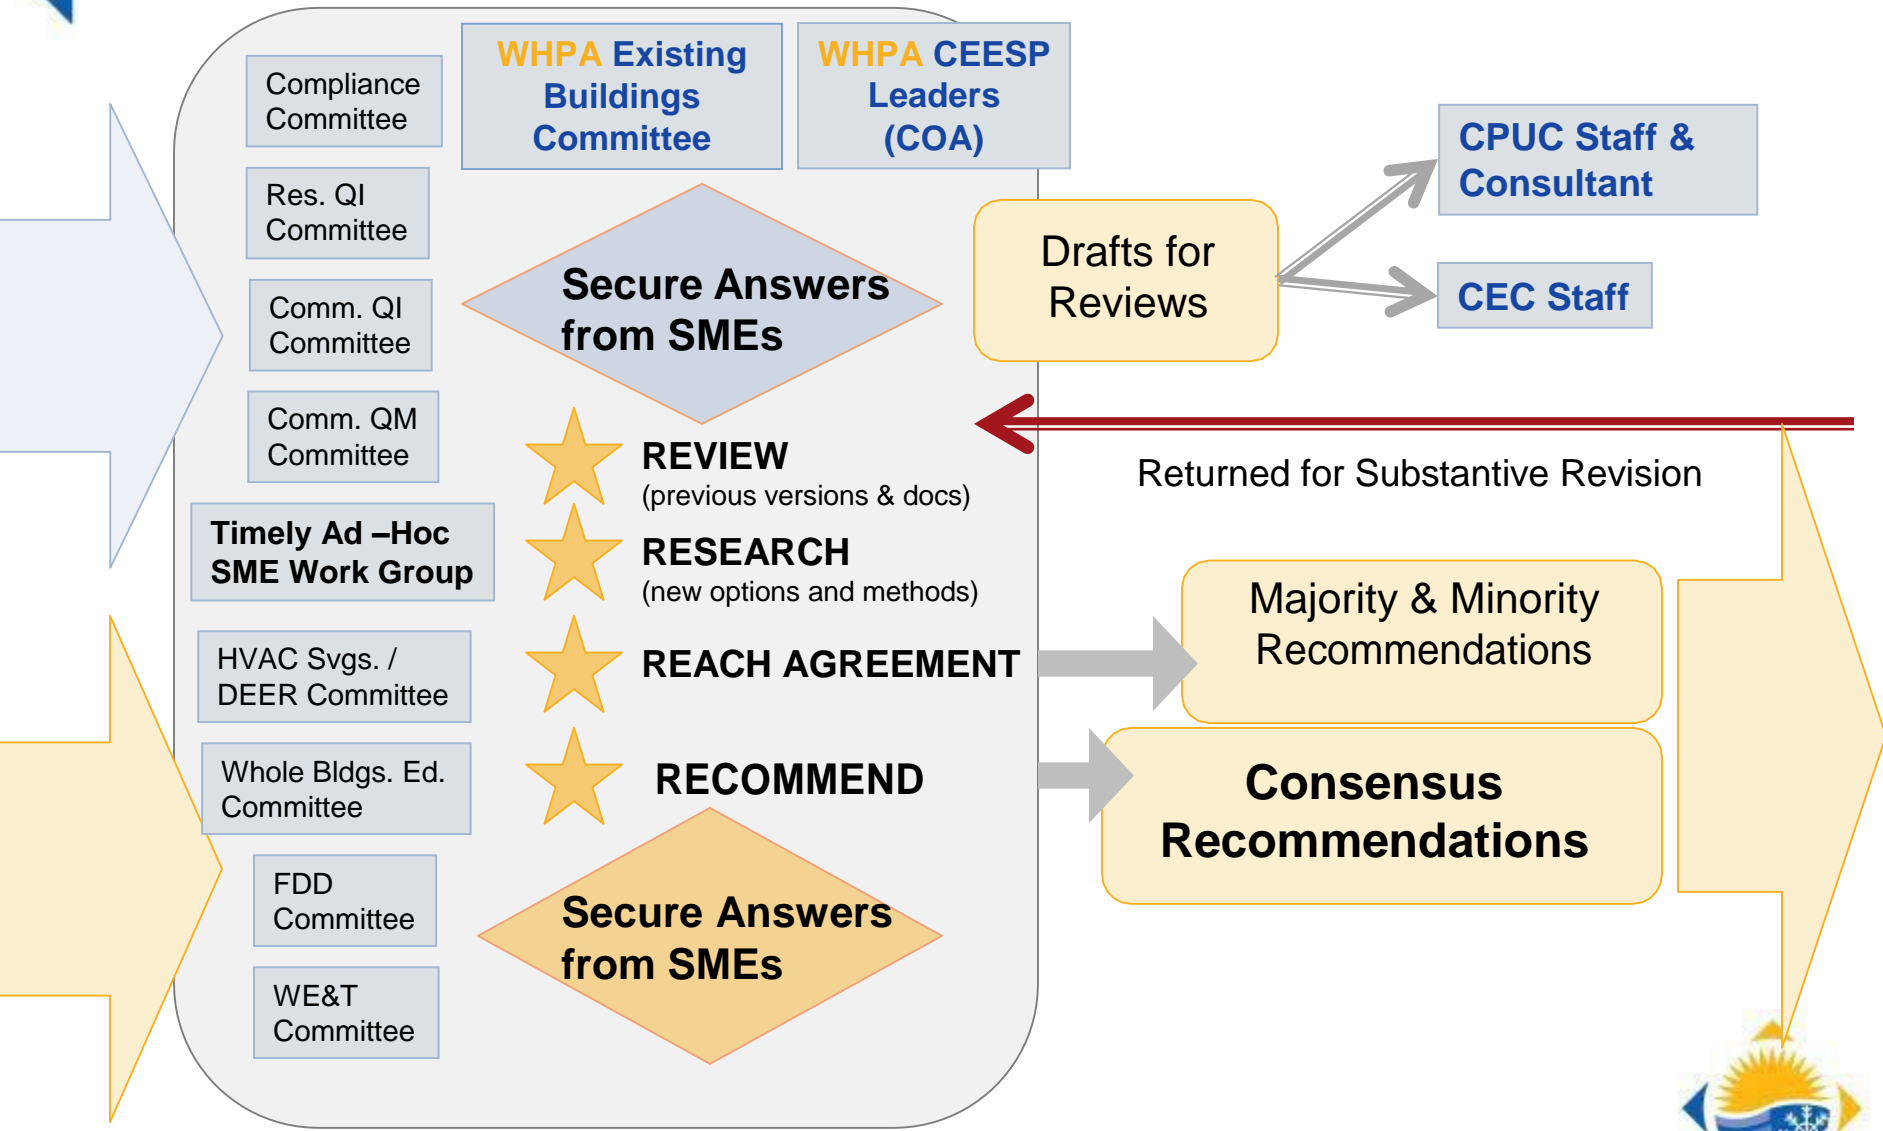 Compliance
Committee
Res. QI
Committee
Comm. QI
Committee
Comm. QM
Committee
Timely Ad –Hoc
SME Work Group
HVAC Svgs. /
DEER Committee
Whole Bldgs. Ed.
Committee
FDD
Committee
WE&T
Committee
WHPA Existing
Buildings
Committee
WHPA CEESP
Leaders
(COA)
Secure Answers
from SMEs
REVIEW
(previous versions & docs)
RESEARCH
(new options and methods)
REACH AGREEMENT
RECOMMEND
Secure Answers
from SMEs
Drafts for
Reviews
CPUC Staff &
Consultant
CEC Staff
Returned for Substantive Revision
Majority & Minority
Recommendations
Consensus
Recommendations